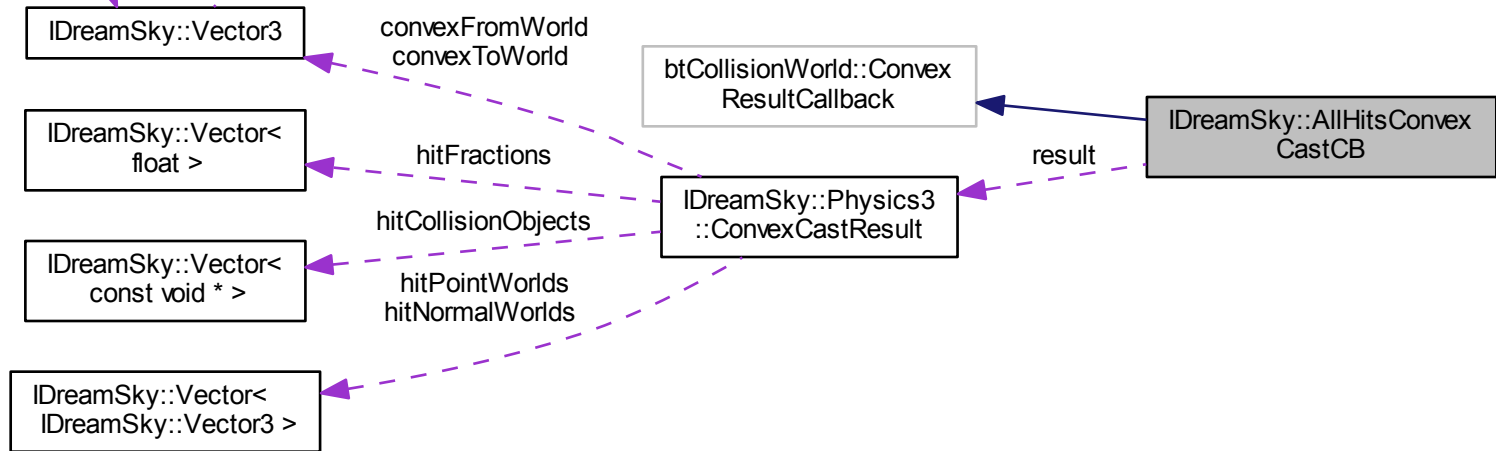 IDreamSky::Vector3
convexFromWorld
convexToWorld
btCollisionWorld::Convex
ResultCallback
IDreamSky::AllHitsConvex
CastCB
IDreamSky::Vector<
float >
hitFractions
result
IDreamSky::Physics3
::ConvexCastResult
hitCollisionObjects
IDreamSky::Vector<
const void * >
hitPointWorlds
hitNormalWorlds
IDreamSky::Vector<
IDreamSky::Vector3 >